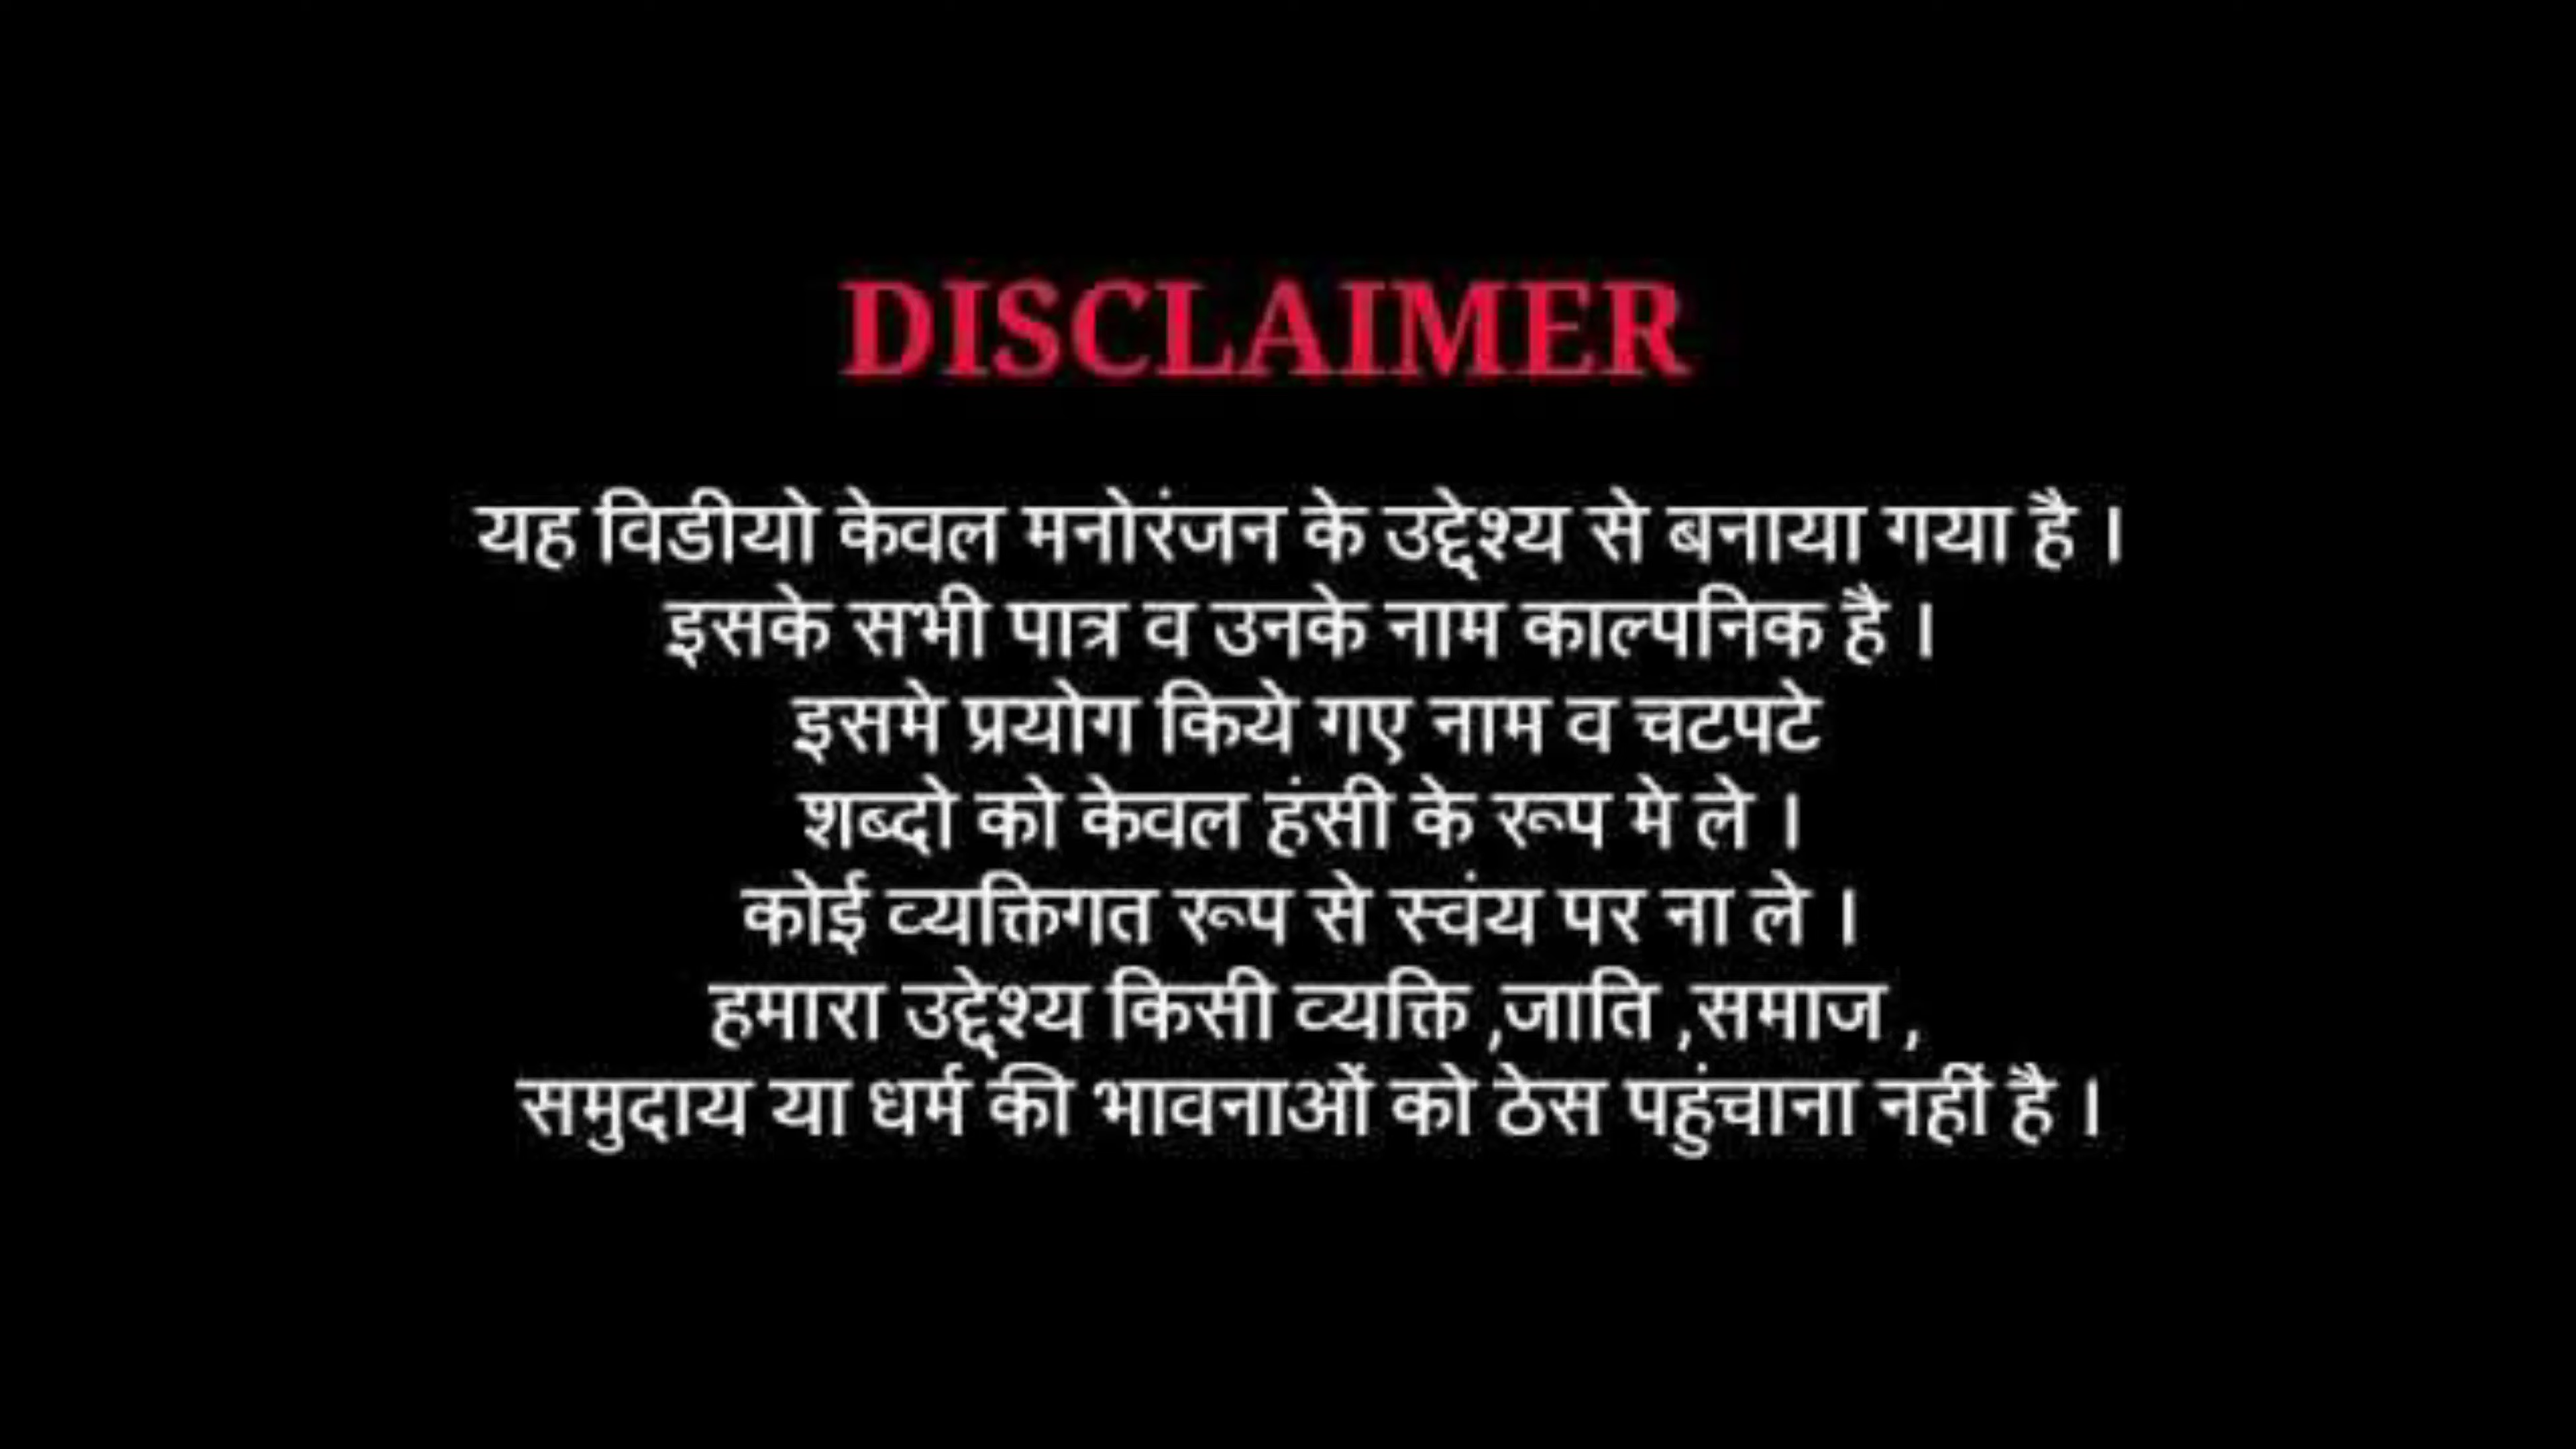 DISCLAIMER
यह विडीयो केवल मनोरंजन के उद्देश्य से बनाया गया है ।
इसके सभी पात्र व उनके नाम काल्पनिक है ।
इसमे प्रयोग किये गए नाम व चटपटे
शब्दो को केवल हंसी के रूप मे ले ।
कोई व्यक्तिगत रूप से स्वंय पर ना ले ।
हमारा उद्देश्य किसी व्यक्ति ,जाति ,समाज ,
समुदाय या धर्म की भावनाओं को ठेस पहुंचाना नहीं है ।